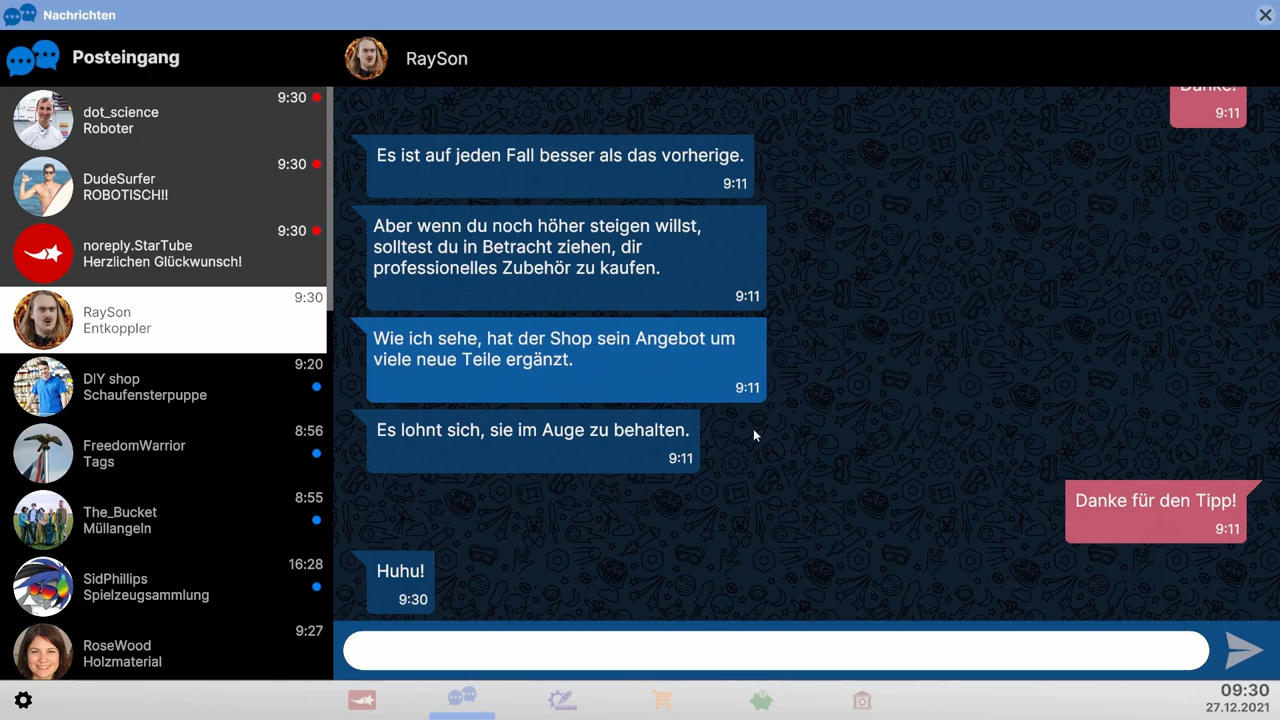 Nachrichten
Posteingang
RaySon
dot_science
9:30
Roboter
DudeSurfer
9:30
ROBOTISCH!!
noreply.StarTube
9:30
Herzlichen Glückwunsch!
RaySon
9:30
Entkoppler
DIY shop
9:20
Schaufensterpuppe
FreedomWarrior
8:56
Tags
The_Bucket
8:55
Müllangeln
SidPhillips
16:28
Spielzeugsammlung
RoseWood
9:27
Holzmaterial
Danke!
9:11
Es ist auf jeden Fall besser als das vorherige.
9:11
Aber wenn du noch höher steigen willst,
solltest du in Betracht ziehen, dir
professionelles Zubehör zu kaufen.
9:11
Wie ich sehe, hat der Shop sein Angebot um
viele neue Teile ergänzt.
9:11
Es lohnt sich, sie im Auge zu behalten.
9:11
Danke für den Tipp!
9:11
Huhu!
9:30
09:30
27.12.2021